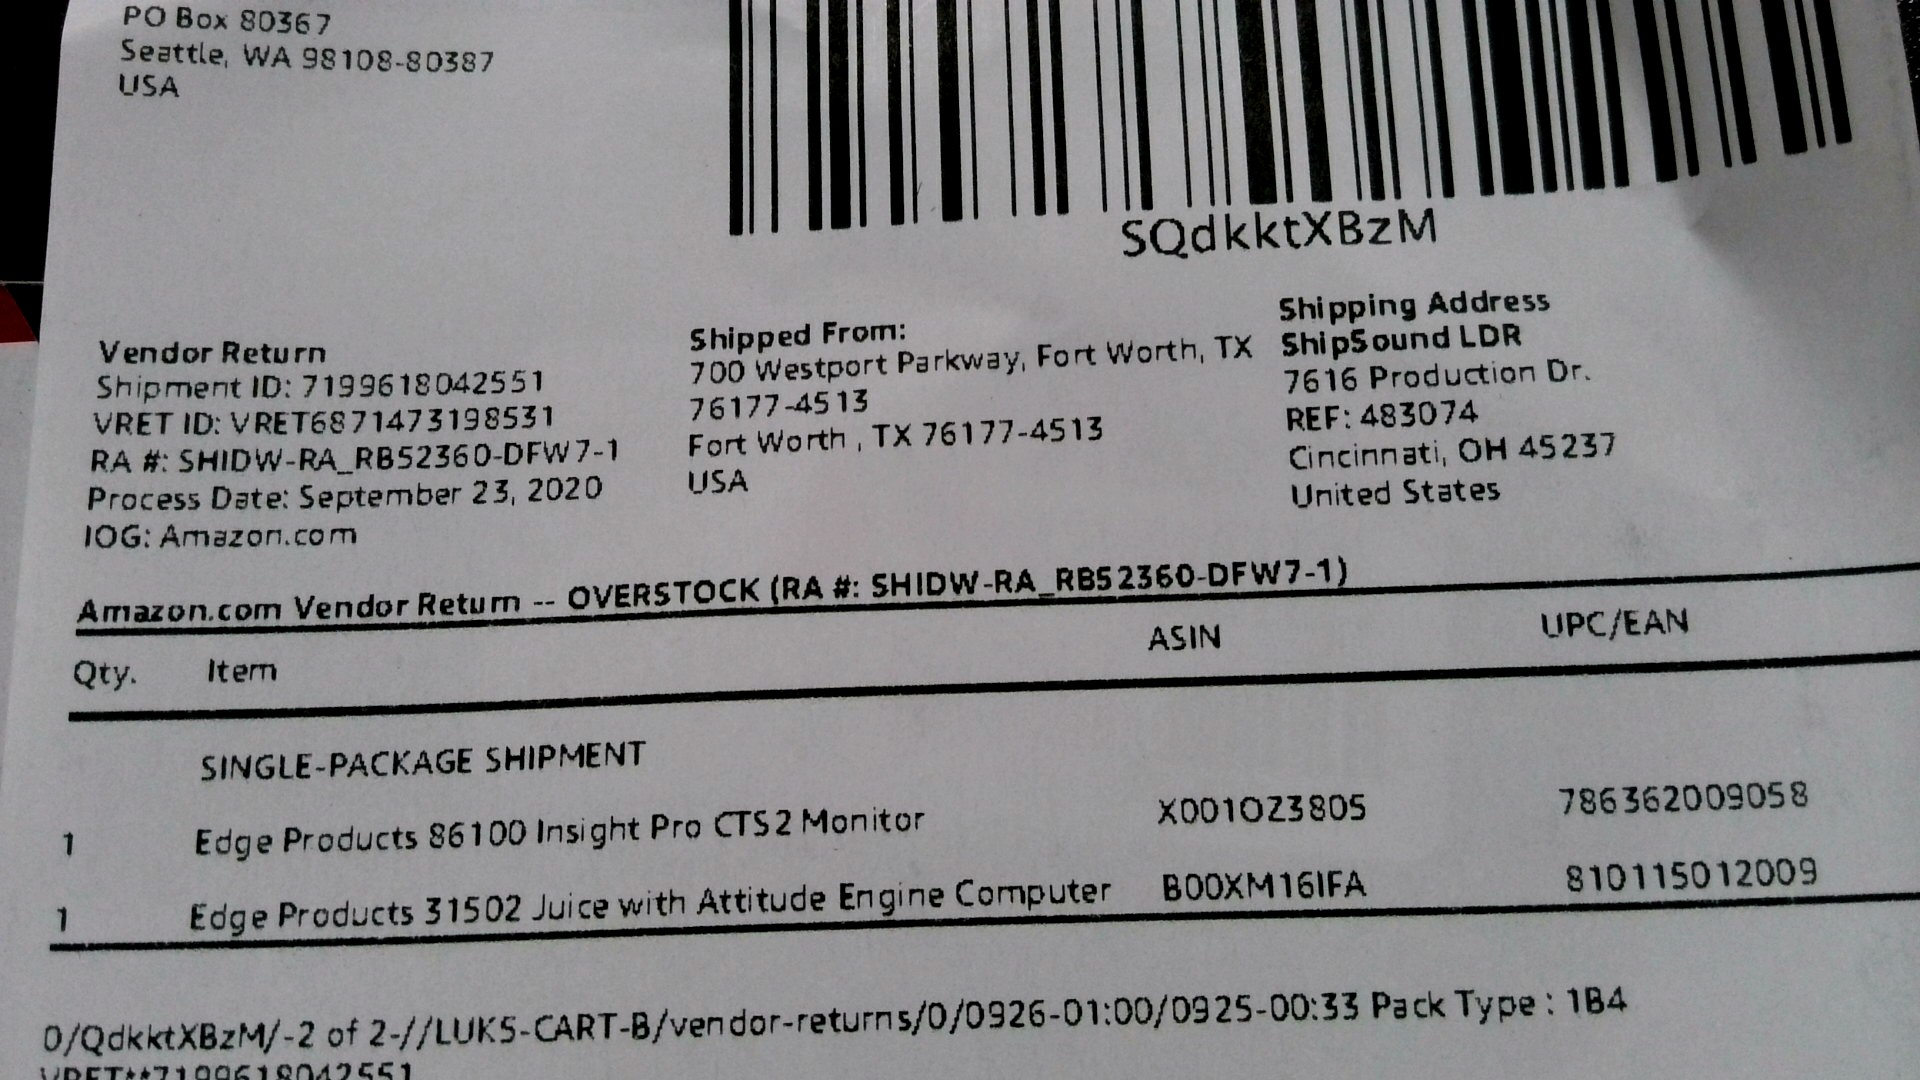 PO Box 80367
Seattle, WA 98108-80387
USA
SQdkktXBzM
Vendor Return
Shipment ID: 7199618042551
VRET ID: VRET6871473198531
RA #: SHIDW-RA_RB52360-DFW7-1
Process Date: September 23, 2020
IOG: Amazon.com
Shipped From:
700 Westport Parkway, Fort Worth, TX
76177-4513
Fort Worth , TX 76177-4513
USA
Shipping Address
ShipSound LDR
7616 Production Dr.
REF: 483074
Cincinnati, OH 45237
United States
Amazon.com Vendor Return -- OVERSTOCK (RA #: SHIDW-RA_RB52360-DFW7-1)
Qty. Item ASIN UPC/EAN
SINGLE-PACKAGE SHIPMENT
1 Edge Products 86100 Insight Pro CTS2 Monitor X001OZ3805 786362009058
1 Edge Products 31502 Juice with Attitude Engine Computer B00XM16IFA 810115012009
0/QdkktXBzM/-2 of 2-//LUK5-CART-B/vendor-returns/0/0926-01:00/0925-00:33 Pack Type : 1B4
VRET**7199618042551